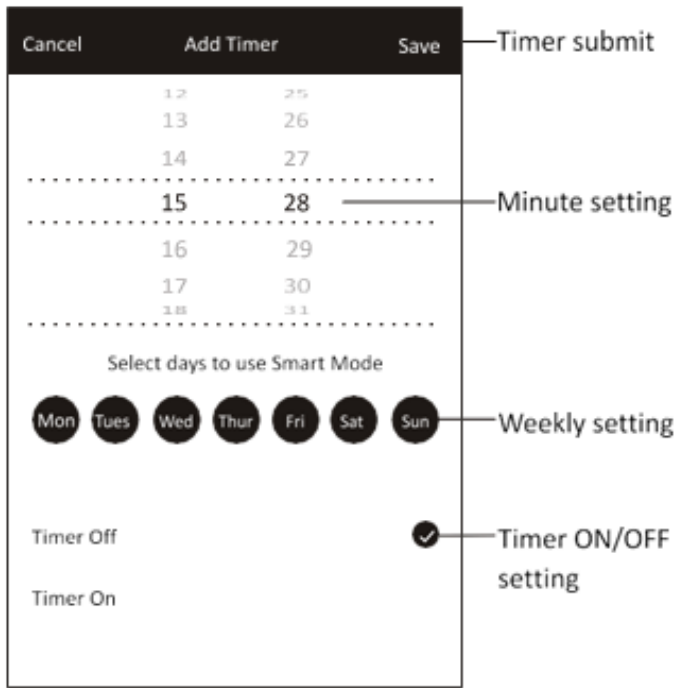 Cancel Add Timer Save Timer submit
12 25
13 26
14 27
15 28 Minute setting
16 29
17 30
18 31
Select days to use Smart Mode
Mon Tues Wed Thur Fri Sat Sun Weekly setting
Timer Off Timer ON/OFF
setting
Timer On